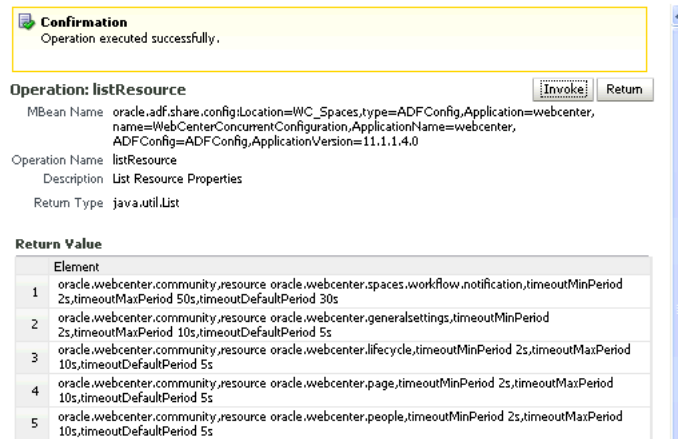 Confirmation
Operation executed successfully.
Operation: listResource
Invoke
Return
MBean Name oracle.adf.share.config:Location=WC_Spaces,type=ADFConfig,Application=webcenter,
name=WebCenterConcurrentConfiguration,ApplicationName=webcenter,
ADFConfig=ADFConfig,ApplicationVersion=11.1.1.4.0
Operation Name listResource
Description List Resource Properties
Return Type java.util.List
Return Value
Element
1 oracle.webcenter.community,resource oracle.webcenter.spaces.workflow.notification,timeoutMinPeriod
2s,timeoutMaxPeriod 50s,timeoutDefaultPeriod 30s
2 oracle.webcenter.community,resource oracle.webcenter.generalsettings,timeoutMinPeriod
2s,timeoutMaxPeriod 10s,timeoutDefaultPeriod 5s
3 oracle.webcenter.community,resource oracle.webcenter.lifecycle,timeoutMinPeriod 2s,timeoutMaxPeriod
10s,timeoutDefaultPeriod 5s
4 oracle.webcenter.community,resource oracle.webcenter.page,timeoutMinPeriod 2s,timeoutMaxPeriod
10s,timeoutDefaultPeriod 5s
5 oracle.webcenter.community,resource oracle.webcenter.people,timeoutMinPeriod 2s,timeoutMaxPeriod
10s,timeoutDefaultPeriod 5s